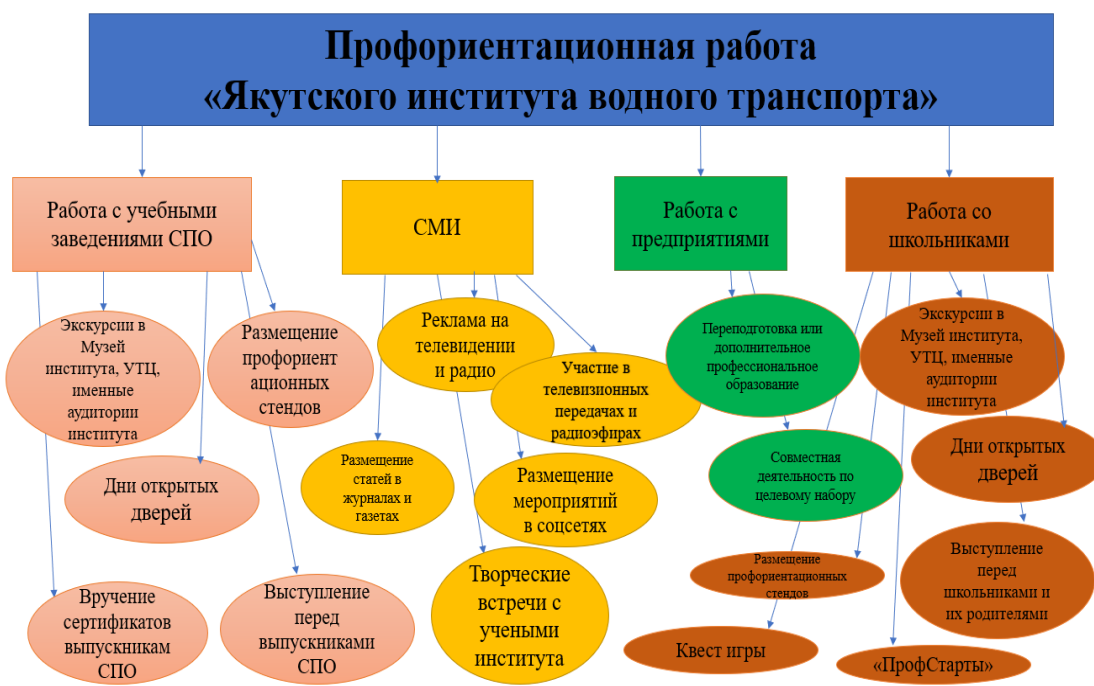 Профориентационная работа
«Якутского института водного транспорта»
Работа с учебными
заведениями СПО
СМИ
Работа с
предприятиями
Работа со
школьниками
Экскурсии в
Музей
института, УТЦ,
именные
аудитории
института
Размещение
профориент
ационных
стендов
Дни открытых
дверей
Вручение
сертификатов
выпускникам
СПО
Выступление
перед
выпускниками
СПО
Реклама на
телевидении
и радио
Участие в
телевизионных
передачах и
радиоэфирах
Размещение
статей в
журналах и
газетах
Размещение
мероприятий
в соцсетях
Творческие
встречи с
учеными
института
Переподготовка или
дополнительное
профессиональное
образование
Совместная
деятельность по
целевому набору
Экскурсии в
Музей института,
УТЦ, именные
аудитории
института
Дни открытых
дверей
Размещение
профориентационных
стендов
Выступление
перед
школьниками и
их родителями
Квест игры
«ПрофСтарты»